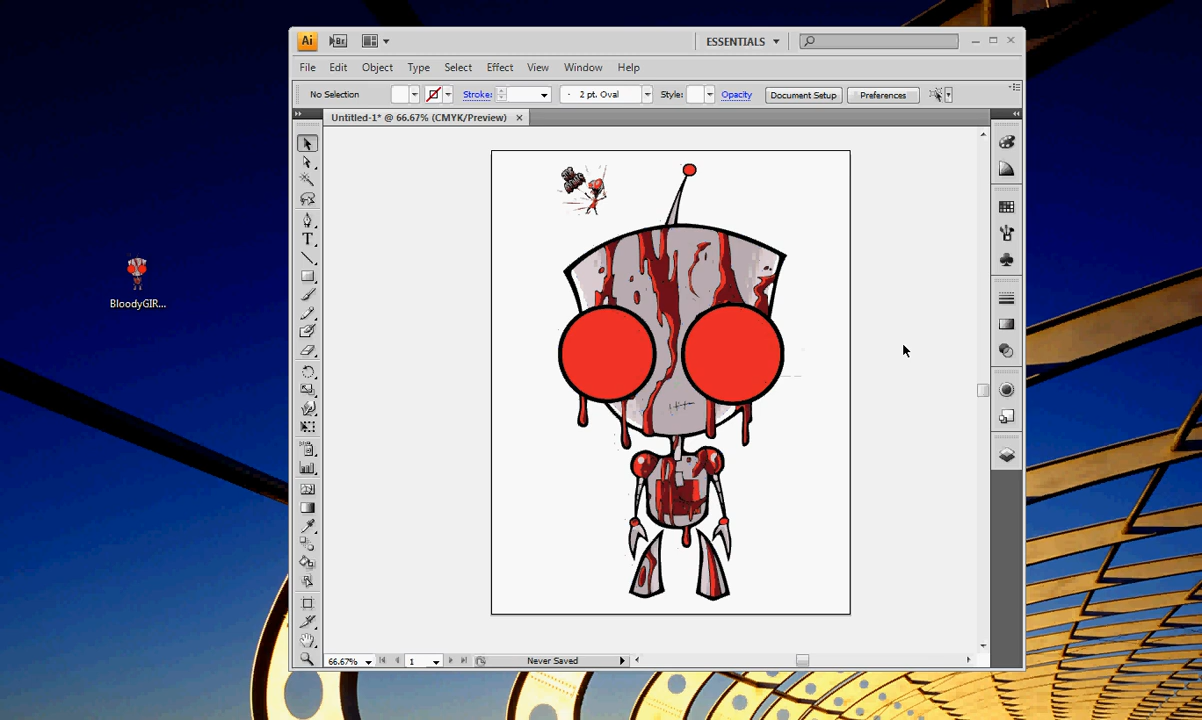 Ai Br ESSENTIALS
File Edit Object Type Select Effect View Window Help
No Selection Stroke: 2 pt. Oval Style: Opacity Document Setup Preferences
Untitled-1* @ 66.67% (CMYK/Preview)
T
BloodyGIR...
66.67% 1 Never Saved